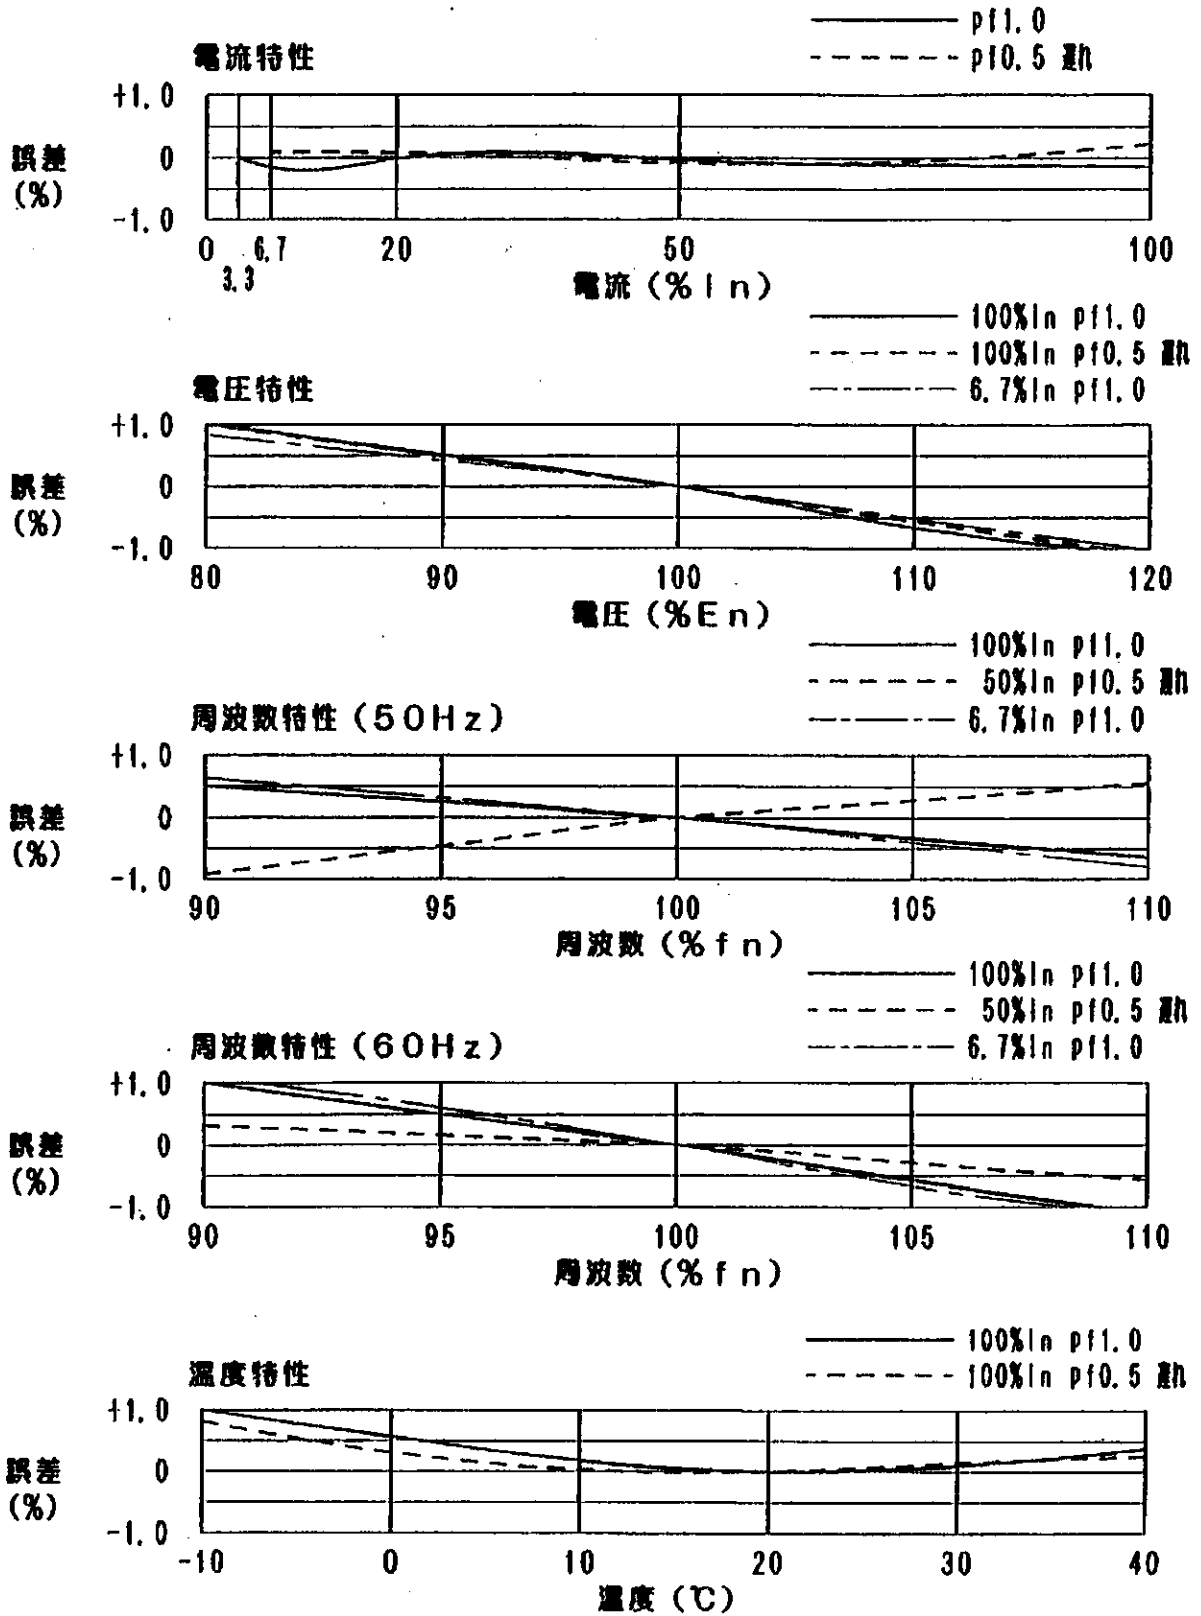 pf1.0
電流特性
pf0.5 遅れ
+1.0
誤差
0
(%)
-1.0
0 6.7 20 50 100
3.3
電流(%In)
100%In pf1.0
100%In pf0.5 遅れ
電圧特性
6.7%In pf1.0
+1.0
誤差
0
(%)
-1.0
80 90 100 110 120
電圧(%En)
100%In pf1.0
50%In pf0.5 遅れ
周波数特性(50Hz)
6.7%In pf1.0
+1.0
誤差
0
(%)
-1.0
90 95 100 105 110
周波数(%fn)
100%In pf1.0
50%In pf0.5 遅れ
周波数特性(60Hz)
6.7%In pf1.0
+1.0
誤差
0
(%)
-1.0
90 95 100 105 110
周波数(%fn)
100%In pf1.0
温度特性
100%In pf0.5 遅れ
+1.0
誤差
0
(%)
-1.0
-10 0 10 20 30 40
温度(℃)